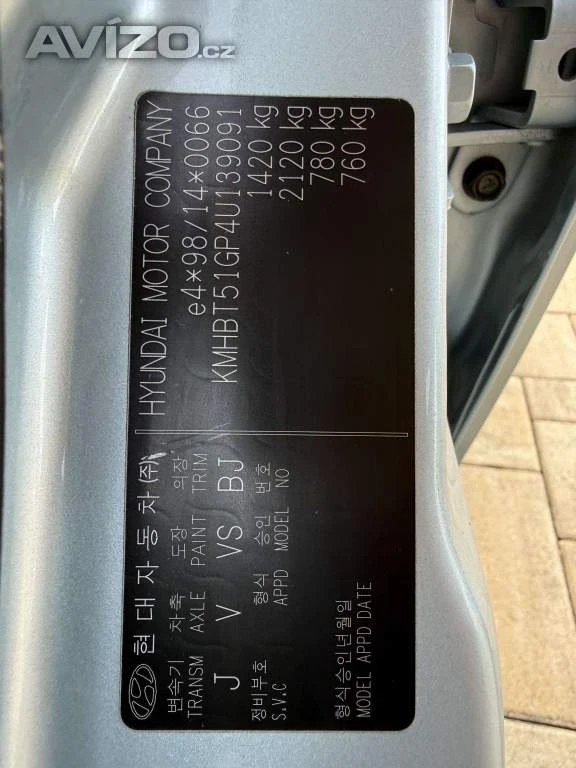 AVÍZO.cz
현대자동차(주)
HYUNDAI MOTOR COMPANY
변속기 차축 도장 의장
TRANSM AXLE PAINT TRIM
e4*98/14*0066
J V VS BJ
KMHBT51GP4U139091
정비부호 형식 승인 번호
S.V.C APPD MODEL NO
1420 kg
2120 kg
780 kg
760 kg
형식승인년월일
MODEL APPD DATE